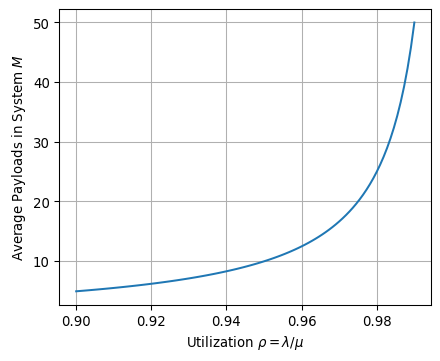 Average Payloads in System M
50
40
30
20
10
0.90 0.92 0.94 0.96 0.98
Utilization ρ = λ/μ